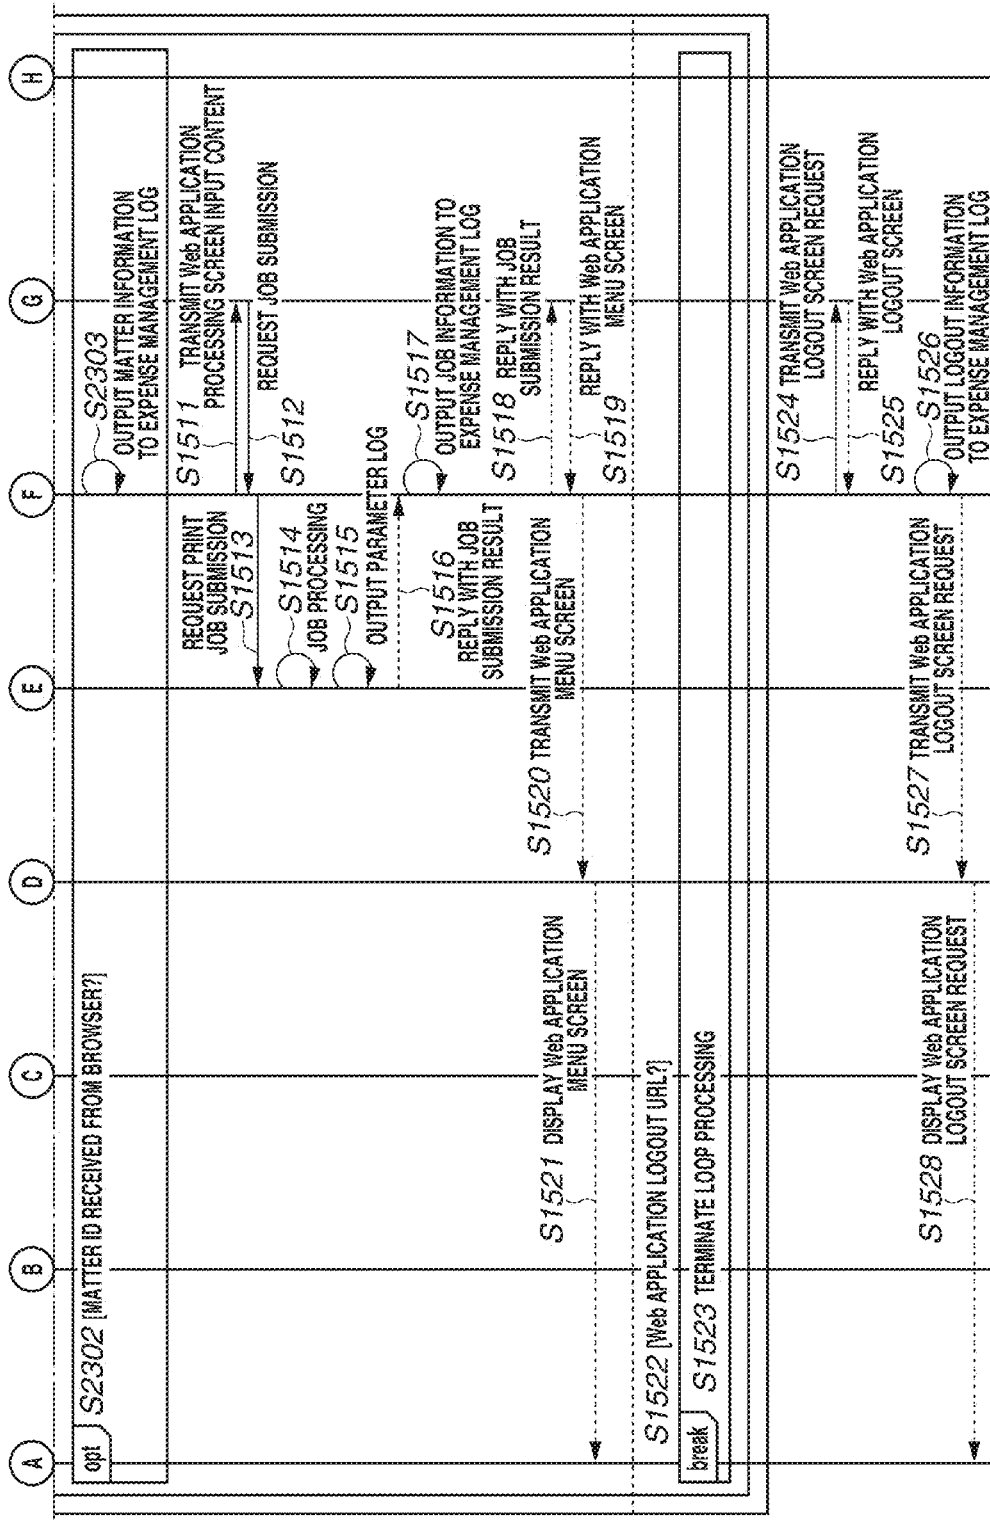 A
B
C
D
E
F
G
H
opt
S2302 [MATTER ID RECEIVED FROM BROWSER?]
S2303
OUTPUT MATTER INFORMATION
TO EXPENSE MANAGEMENT LOG
S1511 TRANSMIT Web APPLICATION
PROCESSING SCREEN INPUT CONTENT
REQUEST JOB SUBMISSION
S1512
REQUEST PRINT
JOB SUBMISSION
S1513
S1514
JOB PROCESSING
S1515
OUTPUT PARAMETER LOG
S1516
REPLY WITH JOB
SUBMISSION RESULT
S1517
OUTPUT JOB INFORMATION TO
EXPENSE MANAGEMENT LOG
S1518 REPLY WITH JOB
SUBMISSION RESULT
REPLY WITH Web APPLICATION
MENU SCREEN
S1519
S1520 TRANSMIT Web APPLICATION
MENU SCREEN
S1521 DISPLAY Web APPLICATION
MENU SCREEN
S1522 [Web APPLICATION LOGOUT URL?]
break
S1523 TERMINATE LOOP PROCESSING
S1524 TRANSMIT Web APPLICATION
LOGOUT SCREEN REQUEST
REPLY WITH Web APPLICATION
LOGOUT SCREEN
S1525
S1526
OUTPUT LOGOUT INFORMATION
TO EXPENSE MANAGEMENT LOG
S1527 TRANSMIT Web APPLICATION
LOGOUT SCREEN REQUEST
S1528 DISPLAY Web APPLICATION
LOGOUT SCREEN REQUEST